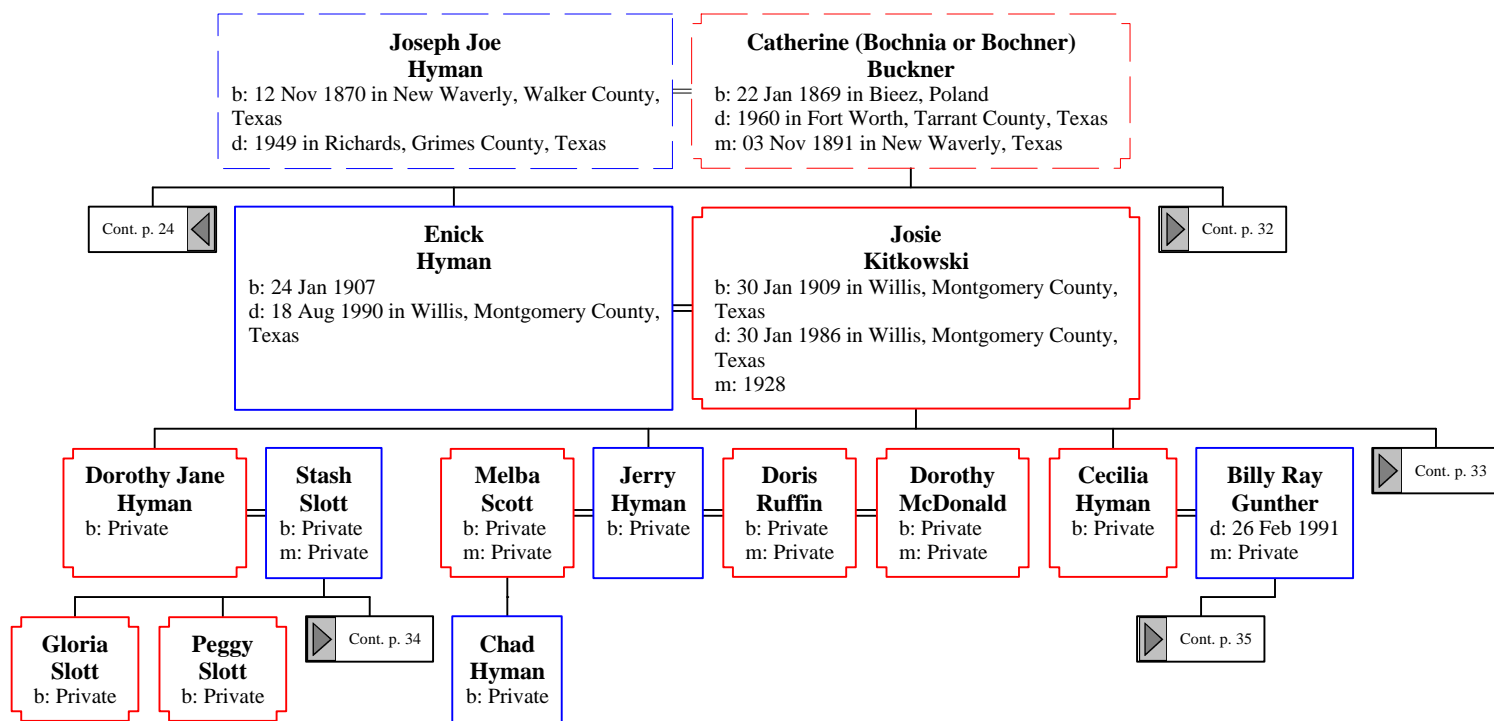 Joseph Joe
Hyman
b: 12 Nov 1870 in New Waverly, Walker County,
Texas
d: 1949 in Richards, Grimes County, Texas
Catherine (Bochnia or Bochner)
Buckner
b: 22 Jan 1869 in Bieez, Poland
d: 1960 in Fort Worth, Tarrant County, Texas
m: 03 Nov 1891 in New Waverly, Texas
Cont. p. 24
Enick
Hyman
b: 24 Jan 1907
d: 18 Aug 1990 in Willis, Montgomery County,
Texas
Josie
Kitkowski
b: 30 Jan 1909 in Willis, Montgomery County,
Texas
d: 30 Jan 1986 in Willis, Montgomery County,
Texas
m: 1928
Cont. p. 32
Dorothy Jane
Hyman
b: Private
Stash
Slott
b: Private
m: Private
Melba
Scott
b: Private
m: Private
Jerry
Hyman
b: Private
Doris
Ruffin
b: Private
m: Private
Dorothy
McDonald
b: Private
m: Private
Cecilia
Hyman
b: Private
Billy Ray
Gunther
d: 26 Feb 1991
m: Private
Cont. p. 33
Gloria
Slott
b: Private
Peggy
Slott
b: Private
Cont. p. 34
Chad
Hyman
b: Private
Cont. p. 35